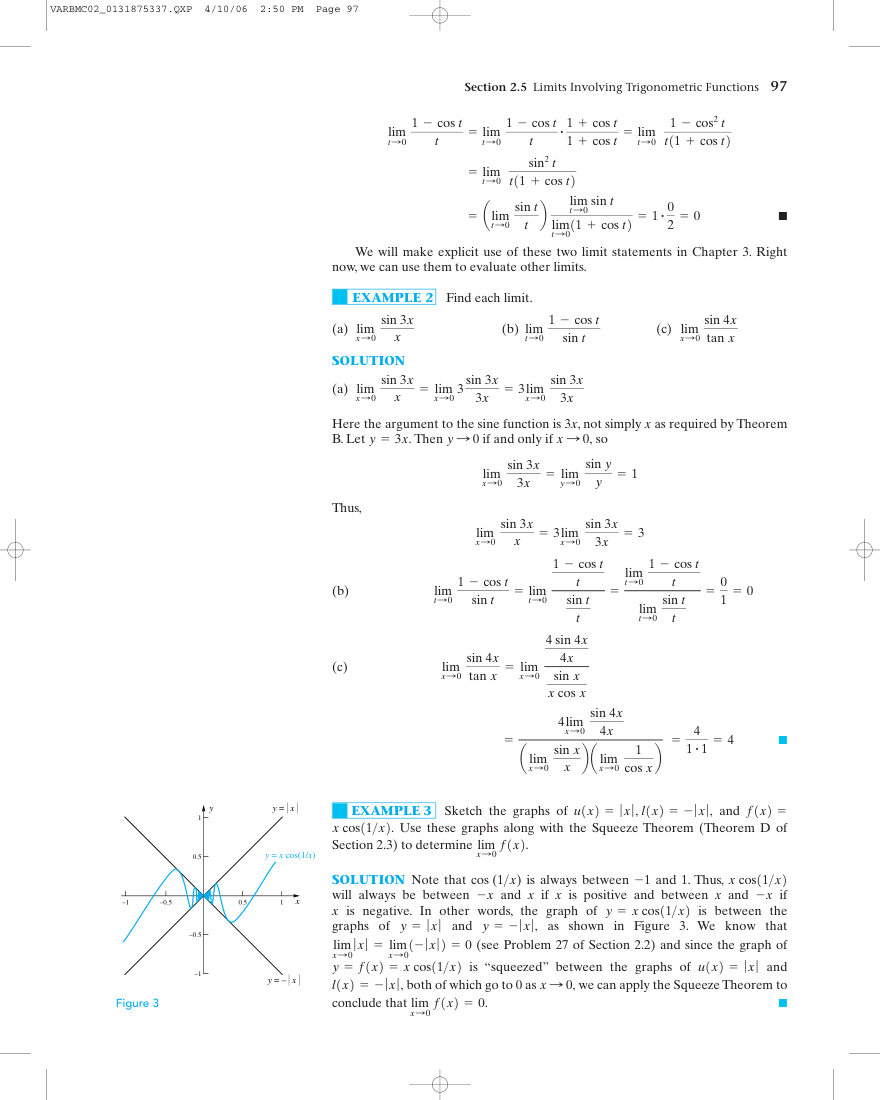 VARBMC02_0131875337.QXP 4/10/06 2:50 PM Page 97
Section 2.5 Limits Involving Trigonometric Functions 97
lim_{t→0} (1 − cos t)/t = lim_{t→0} (1 − cos t)/t · (1 + cos t)/(1 + cos t) = lim_{t→0} (1 − cos² t)/(t(1 + cos t))
= lim_{t→0} (sin² t)/(t(1 + cos t))
= (lim_{t→0} (sin t)/t) (lim_{t→0} sin t)/(lim_{t→0} (1 + cos t)) = 1 · 0/2 = 0 ■
We will make explicit use of these two limit statements in Chapter 3. Right
now, we can use them to evaluate other limits.
EXAMPLE 2 Find each limit.
(a) lim_{x→0} (sin 3x)/x (b) lim_{t→0} (1 − cos t)/(sin t) (c) lim_{x→0} (sin 4x)/(tan x)
SOLUTION
(a) lim_{x→0} (sin 3x)/x = lim_{x→0} 3 (sin 3x)/(3x) = 3 lim_{x→0} (sin 3x)/(3x)
Here the argument to the sine function is 3x, not simply x as required by Theorem
B. Let y = 3x. Then y → 0 if and only if x → 0, so
lim_{x→0} (sin 3x)/(3x) = lim_{y→0} (sin y)/y = 1
Thus,
lim_{x→0} (sin 3x)/x = 3 lim_{x→0} (sin 3x)/(3x) = 3
(b) lim_{t→0} (1 − cos t)/(sin t) = lim_{t→0} ((1 − cos t)/t)/((sin t)/t) = (lim_{t→0} (1 − cos t)/t)/(lim_{t→0} (sin t)/t) = 0/1 = 0
(c) lim_{x→0} (sin 4x)/(tan x) = lim_{x→0} ((4 sin 4x)/(4x))/((sin x)/(x cos x))
= (4 lim_{x→0} (sin 4x)/(4x))/((lim_{x→0} (sin x)/x)(lim_{x→0} 1/(cos x))) = 4/(1 · 1) = 4 ■
EXAMPLE 3 Sketch the graphs of u(x) = |x|, l(x) = −|x|, and f(x) =
x cos(1/x). Use these graphs along with the Squeeze Theorem (Theorem D of
Section 2.3) to determine lim_{x→0} f(x).
SOLUTION Note that cos (1/x) is always between −1 and 1. Thus, x cos(1/x)
will always be between −x and x if x is positive and between x and −x if
x is negative. In other words, the graph of y = x cos(1/x) is between the
graphs of y = |x| and y = −|x|, as shown in Figure 3. We know that
lim_{x→0} |x| = lim_{x→0} (−|x|) = 0 (see Problem 27 of Section 2.2) and since the graph of
y = f(x) = x cos(1/x) is “squeezed” between the graphs of u(x) = |x| and
l(x) = −|x|, both of which go to 0 as x → 0, we can apply the Squeeze Theorem to
conclude that lim_{x→0} f(x) = 0. ■
y
y = | x |
1
0.5
y = x cos(1/x)
–1 –0.5 0.5 1 x
–0.5
–1
y = – | x |
Figure 3